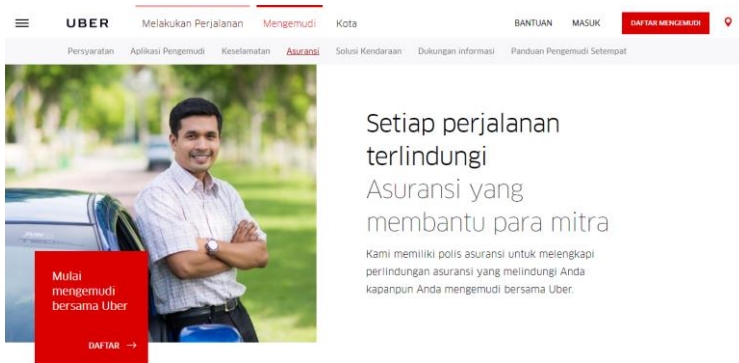 UBER Melakukan Perjalanan Mengemudi Kota BANTUAN MASUK DAFTAR MENGEMUDI
Persyaratan Aplikasi Pengemudi Keselamatan Asuransi Solusi Kendaraan Dukungan informasi Panduan Pengemudi Setempat
Setiap perjalanan
terlindungi
Asuransi yang
membantu para mitra
Kami memiliki polis asuransi untuk melengkapi
perlindungan asuransi yang melindungi Anda
kapanpun Anda mengemudi bersama Uber.
Mulai
mengemudi
bersama Uber
DAFTAR →